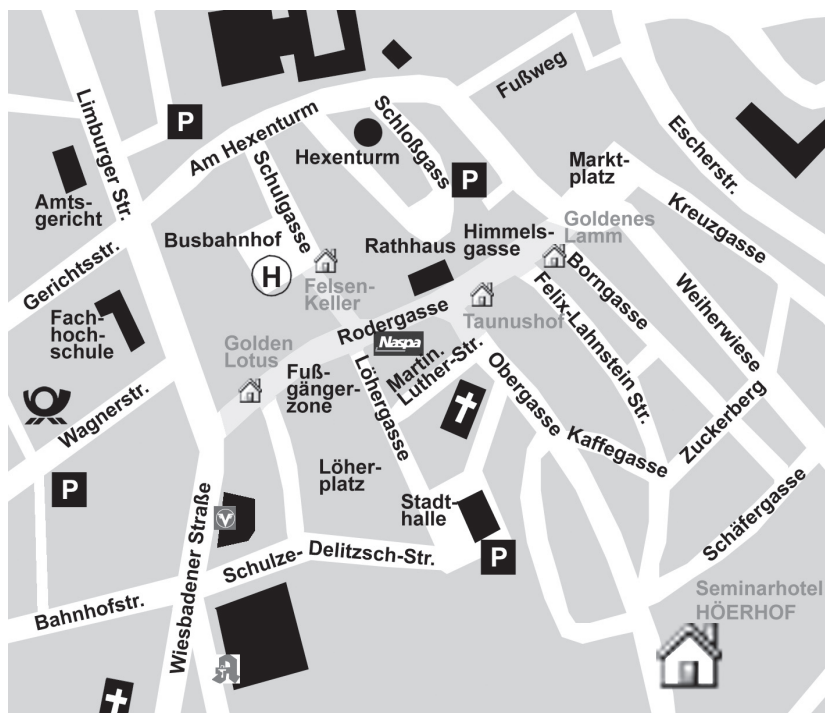 Fußweg
Limburger Str.
P
Am Hexenturm
Schloßgass
Hexenturm
Escherstr.
Markt-
platz
Amts-
gericht
Schulgasse
P
Kreuzgasse
Busbahnhof
H
Rathhaus
Himmels-
gasse
Goldenes
Lamm
Gerichtsstr.
Felsen-
Keller
Borngasse
Felix-Lahnstein Str.
Weiherwiese
Fach-
hoch-
schule
Golden
Lotus
Rodergasse
Naspa
Taunushof
Fuß-
gänger-
zone
Löhergasse
Martin.
Luther-Str.
Obergasse
Wagnerstr.
Kaffegasse
Zuckerberg
P
Löher-
platz
Stadt-
halle
Schäfergasse
Wiesbadener Straße
V
P
Schulze-
Delitzsch-Str.
Bahnhofstr.
Seminarhotel
HÖERHOF